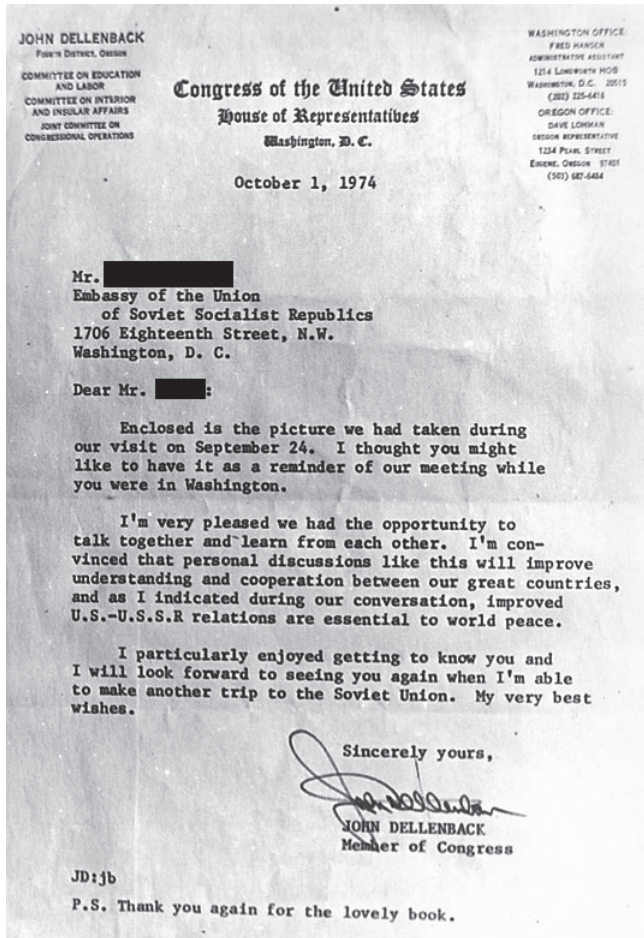 JOHN DELLENBACK
FOURTH DISTRICT, OREGON
COMMITTEE ON EDUCATION
AND LABOR
COMMITTEE ON INTERIOR
AND INSULAR AFFAIRS
JOINT COMMITTEE ON
CONGRESSIONAL OPERATIONS
Congress of the United States
House of Representatives
Washington, D. C.
WASHINGTON OFFICE:
FRED HANSEN
ADMINISTRATIVE ASSISTANT
1214 LONGWORTH HOB
WASHINGTON, D.C. 20515
(202) 225-6416
OREGON OFFICE:
DAVE LOHMAN
OREGON REPRESENTATIVE
1234 PEARL STREET
EUGENE, OREGON 97401
(503) 687-6464
October 1, 1974
Mr.
Embassy of the Union
of Soviet Socialist Republics
1706 Eighteenth Street, N.W.
Washington, D. C.
Dear Mr. :
Enclosed is the picture we had taken during
our visit on September 24. I thought you might
like to have it as a reminder of our meeting while
you were in Washington.
I'm very pleased we had the opportunity to
talk together and learn from each other. I'm con-
vinced that personal discussions like this will improve
understanding and cooperation between our great countries,
and as I indicated during our conversation, improved
U.S.-U.S.S.R relations are essential to world peace.
I particularly enjoyed getting to know you and
I will look forward to seeing you again when I'm able
to make another trip to the Soviet Union. My very best
wishes.
Sincerely yours,
John Dellenback
JOHN DELLENBACK
Member of Congress
JD:jb
P.S. Thank you again for the lovely book.